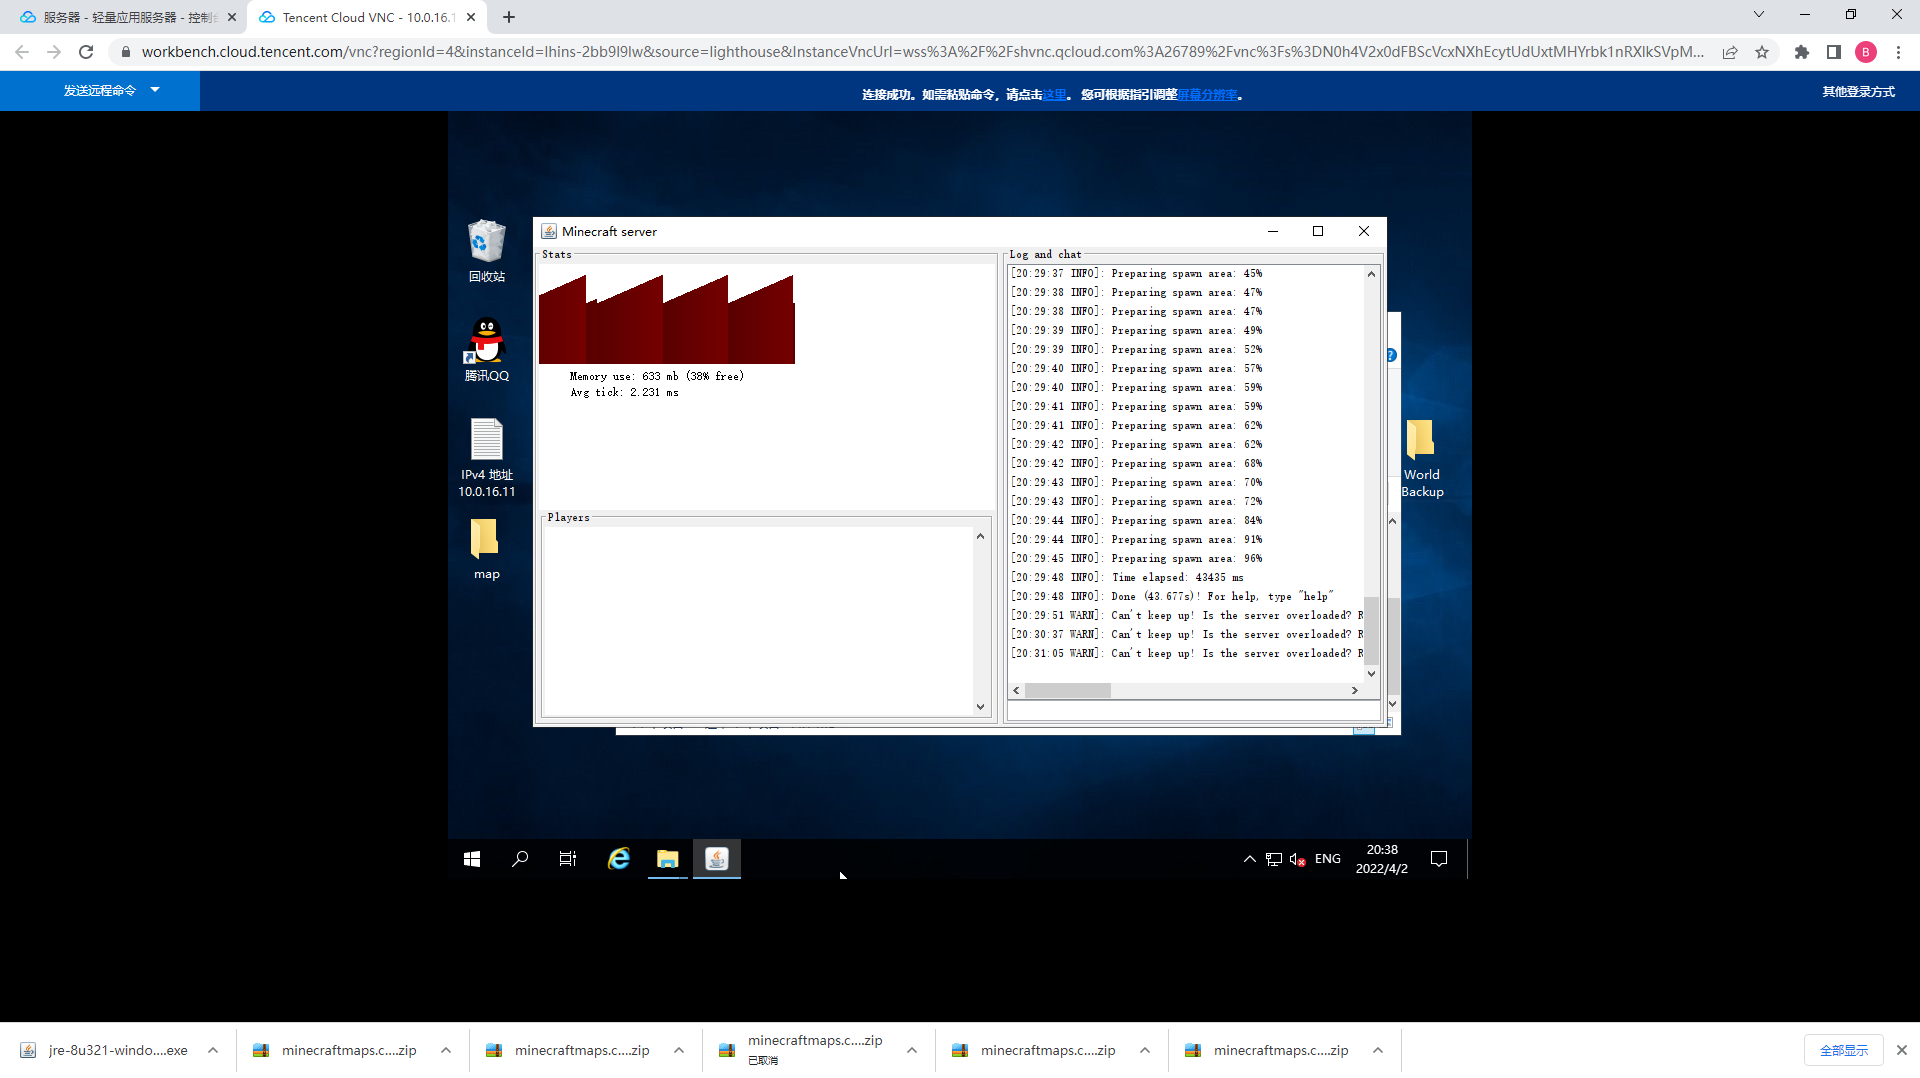 服务器 - 轻量应用服务器 - 控制
Tencent Cloud VNC - 10.0.16.1
workbench.cloud.tencent.com/vnc?regionId=4&instanceId=lhins-2bb9l9lw&source=lighthouse&InstanceVncUrl=wss%3A%2F%2Fshvnc.qcloud.com%3A26789%2Fvnc%3Fs%3DN0h4V2x0dFBScVcxNXhEcytUdUxtMHYrbk1nRXlkSVpM...
B
发送远程命令
连接成功。如需粘贴命令，请点击这里。 您可根据指引调整屏幕分辨率。
其他登录方式
回收站
腾讯QQ
IPv4 地址
10.0.16.11
map
World
Backup
Minecraft server
Stats
Memory use: 633 mb (38% free)
Avg tick: 2.231 ms
Players
Log and chat
[20:29:37 INFO]: Preparing spawn area: 45%
[20:29:38 INFO]: Preparing spawn area: 47%
[20:29:38 INFO]: Preparing spawn area: 47%
[20:29:39 INFO]: Preparing spawn area: 49%
[20:29:39 INFO]: Preparing spawn area: 52%
[20:29:40 INFO]: Preparing spawn area: 57%
[20:29:40 INFO]: Preparing spawn area: 59%
[20:29:41 INFO]: Preparing spawn area: 59%
[20:29:41 INFO]: Preparing spawn area: 62%
[20:29:42 INFO]: Preparing spawn area: 62%
[20:29:42 INFO]: Preparing spawn area: 68%
[20:29:43 INFO]: Preparing spawn area: 70%
[20:29:43 INFO]: Preparing spawn area: 72%
[20:29:44 INFO]: Preparing spawn area: 84%
[20:29:44 INFO]: Preparing spawn area: 91%
[20:29:45 INFO]: Preparing spawn area: 96%
[20:29:48 INFO]: Time elapsed: 43435 ms
[20:29:48 INFO]: Done (43.677s)! For help, type "help"
[20:29:51 WARN]: Can't keep up! Is the server overloaded? R
[20:30:37 WARN]: Can't keep up! Is the server overloaded? R
[20:31:05 WARN]: Can't keep up! Is the server overloaded? R
ENG
20:38
2022/4/2
jre-8u321-windo....exe
minecraftmaps.c....zip
minecraftmaps.c....zip
minecraftmaps.c....zip
已取消
minecraftmaps.c....zip
minecraftmaps.c....zip
全部显示